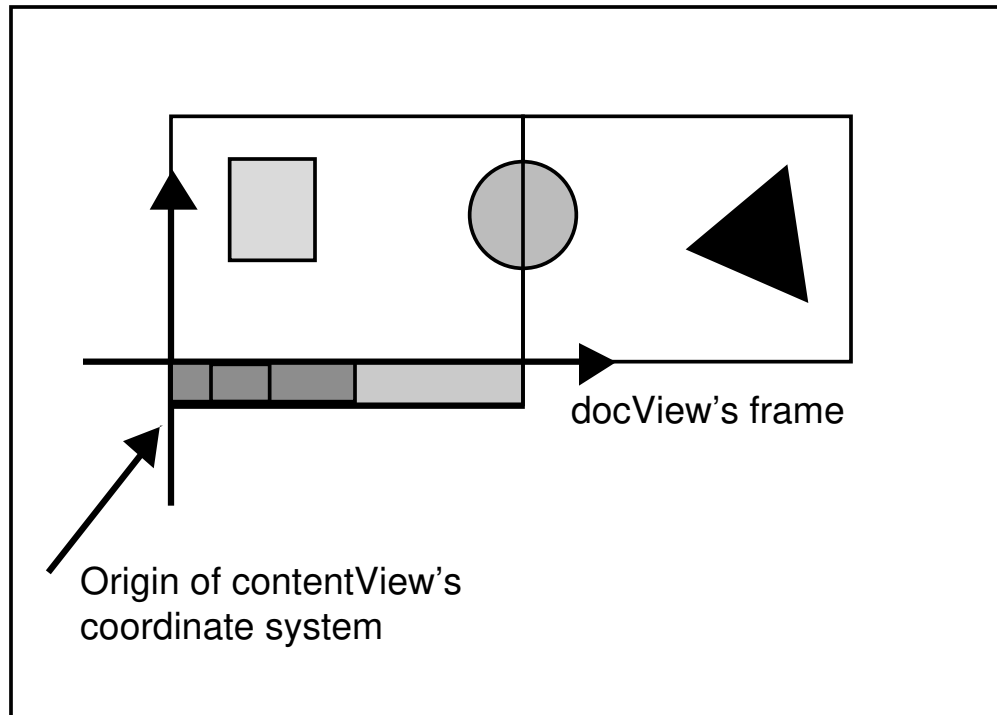 docView’s frame
Origin of contentView’s
coordinate system